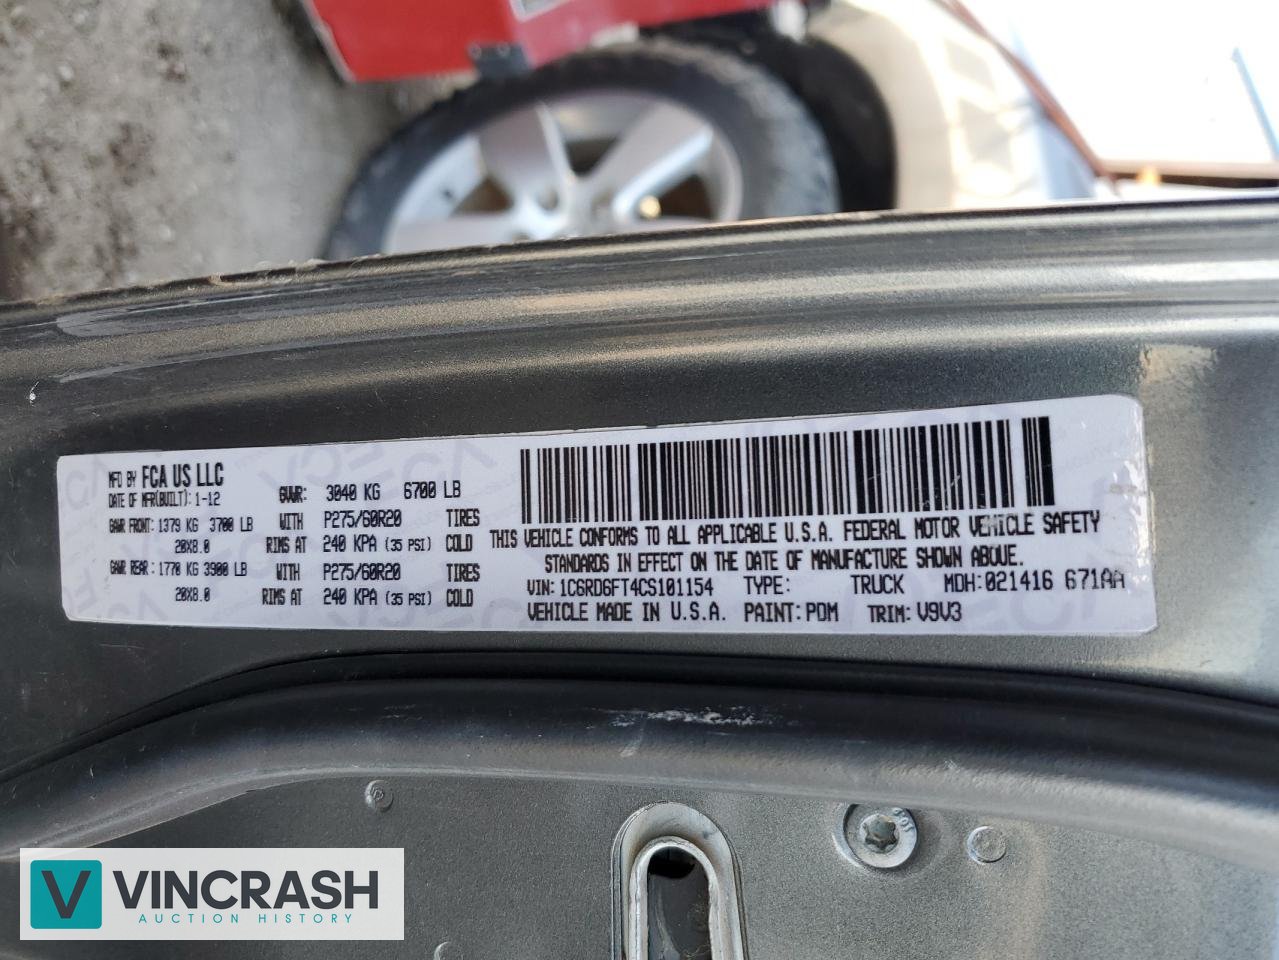 MFD BY FCA US LLC
DATE OF MFR(BUILT): 1-12
GVWR: 3040 KG 6700 LB
GAWR FRONT: 1379 KG 3700 LB WITH P275/60R20 TIRES
20X8.0 RIMS AT 240 KPA (35 PSI) COLD
GAWR REAR: 1770 KG 3900 LB WITH P275/60R20 TIRES
20X8.0 RIMS AT 240 KPA (35 PSI) COLD
THIS VEHICLE CONFORMS TO ALL APPLICABLE U.S.A. FEDERAL MOTOR VEHICLE SAFETY
STANDARDS IN EFFECT ON THE DATE OF MANUFACTURE SHOWN ABOVE.
VIN: 1C6RD6FT4CS101154 TYPE: TRUCK MDH: 021416 671AA
VEHICLE MADE IN U.S.A. PAINT: PDM TRIM: V9V3
V VINCRASH
AUCTION HISTORY